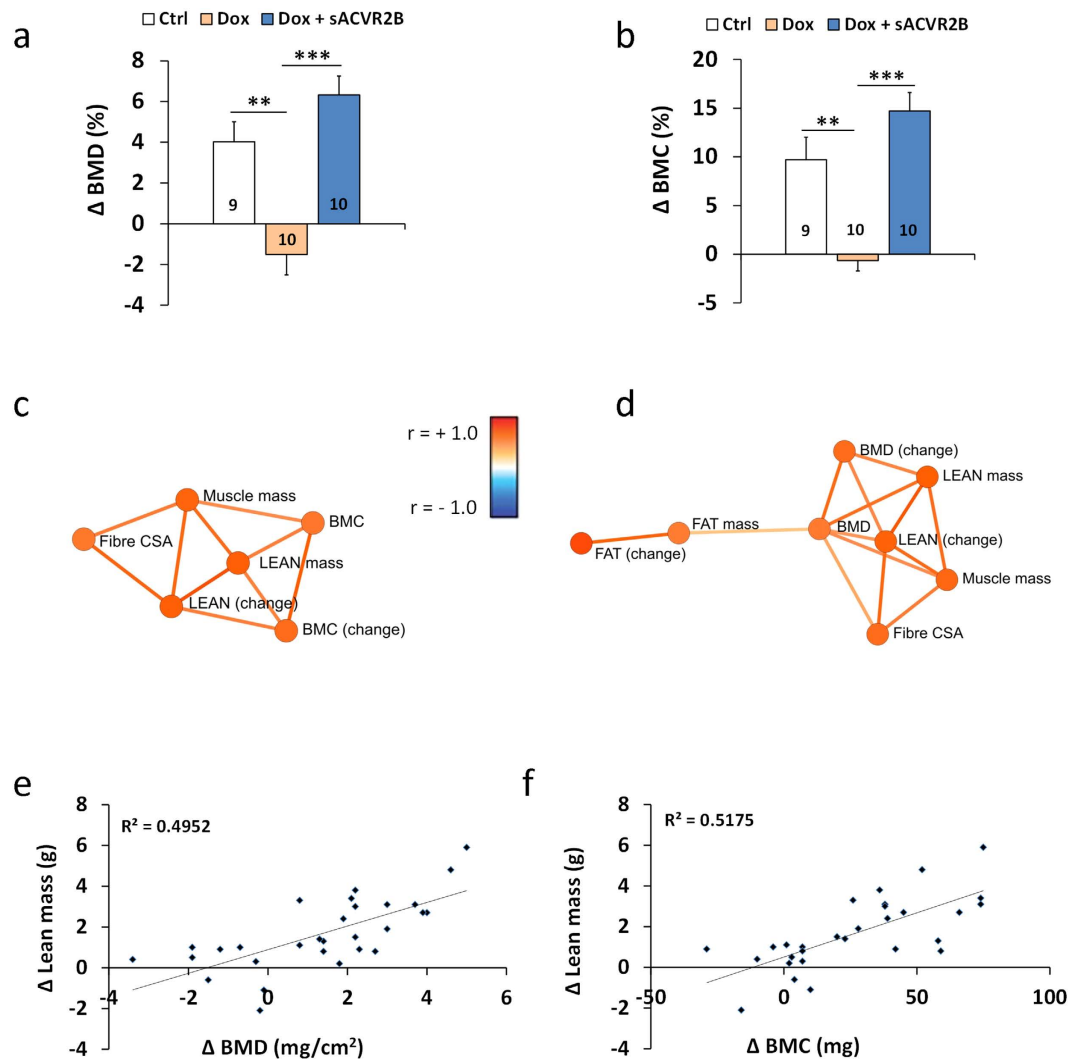 a
Ctrl Dox Dox + sACVR2B
Δ BMD (%)
8
6
4
2
0
-2
-4
**
***
9
10
10
b
Ctrl Dox Dox + sACVR2B
Δ BMC (%)
20
15
10
5
0
-5
**
***
9
10
10
c
Muscle mass
BMC
Fibre CSA
LEAN mass
LEAN (change)
BMC (change)
r = + 1.0
r = - 1.0
d
BMD (change)
LEAN mass
FAT mass
BMD
LEAN (change)
FAT (change)
Muscle mass
Fibre CSA
e
R² = 0.4952
Δ Lean mass (g)
8
6
4
2
0
-2
-4
-4 -2 0 2 4 6
Δ BMD (mg/cm²)
f
R² = 0.5175
Δ Lean mass (g)
8
6
4
2
0
-2
-4
-50 0 50 100
Δ BMC (mg)